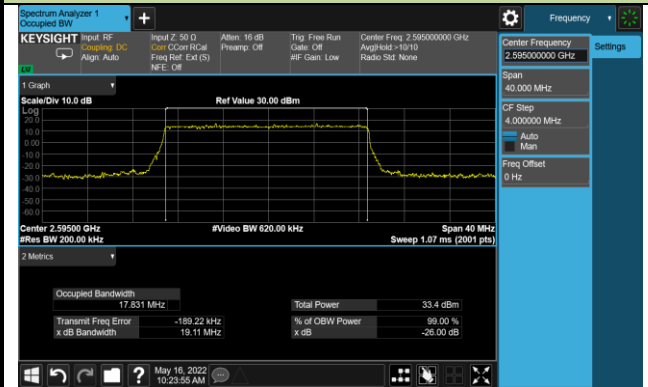 Spectrum Analyzer 1
Occupied BW
Frequency
KEYSIGHT
Input: RF
Coupling: DC
Align: Auto
Input Z: 50 Ω
Corr CCorr RCal
Freq Ref: Ext (S)
NFE: Off
Atten: 16 dB
Preamp: Off
Trig: Free Run
Gate: Off
#IF Gain: Low
Center Freq: 2.595000000 GHz
Avg|Hold:>10/10
Radio Std: None
Center Frequency
2.595000000 GHz
Settings
Span
40.000 MHz
CF Step
4.000000 MHz
Auto
Man
Freq Offset
0 Hz
1 Graph
Scale/Div 10.0 dB
Ref Value 30.00 dBm
Log
20.0
10.0
0.00
-10.0
-20.0
-30.0
-40.0
-50.0
-60.0
Center 2.59500 GHz
#Video BW 620.00 kHz
Span 40 MHz
#Res BW 200.00 kHz
Sweep 1.07 ms (2001 pts)
2 Metrics
Occupied Bandwidth
17.831 MHz
Total Power
33.4 dBm
Transmit Freq Error
-189.22 kHz
% of OBW Power
99.00 %
x dB Bandwidth
19.11 MHz
x dB
-26.00 dB
May 16, 2022
10:23:55 AM